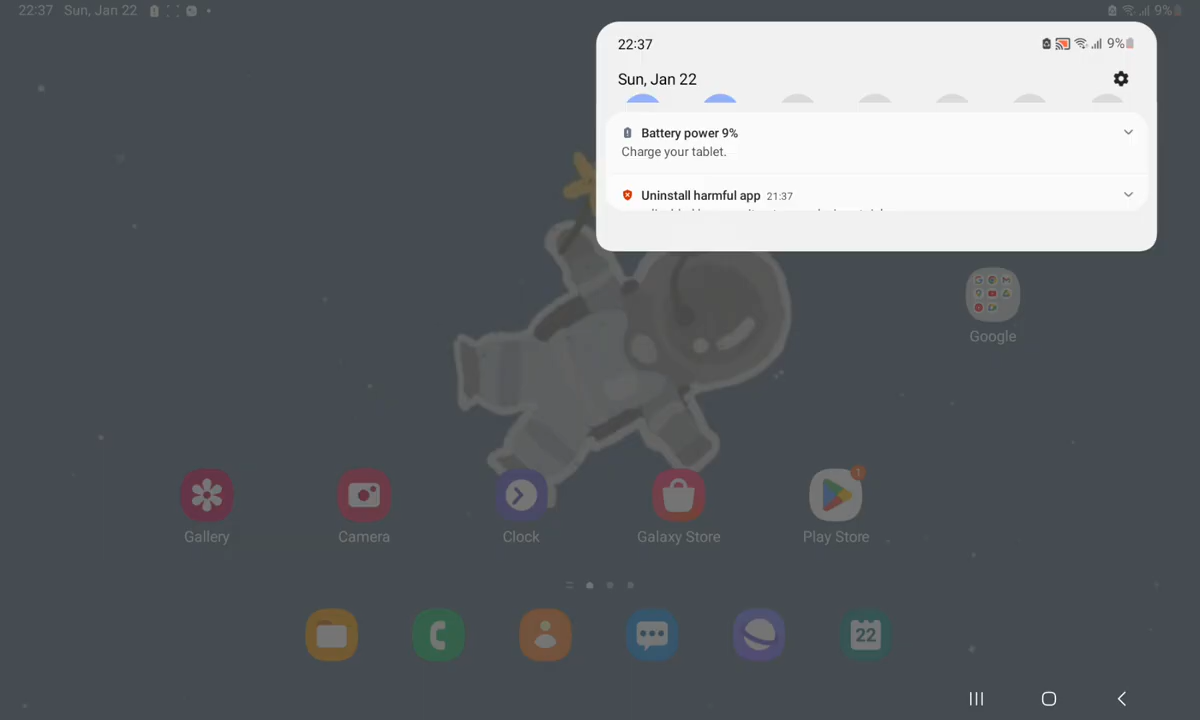 22:37 Sun, Jan 22
9%
22:37
9%
Sun, Jan 22
Battery power 9%
Charge your tablet.
Uninstall harmful app 21:37
Google
1
Gallery
Camera
Clock
Galaxy Store
Play Store
22